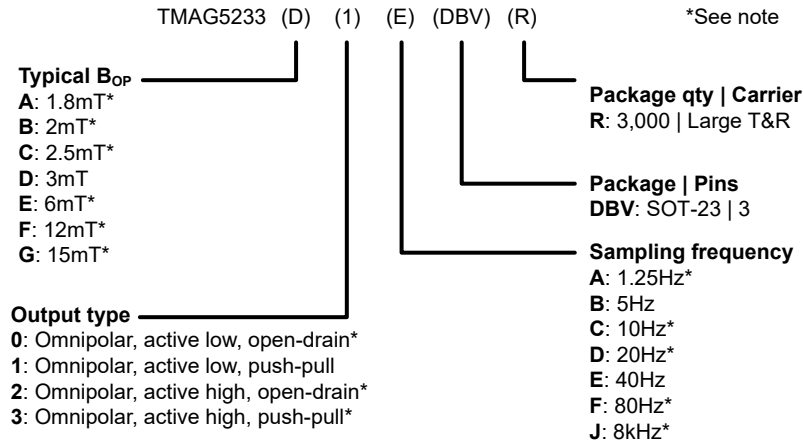 TMAG5233 (D) (1) (E) (DBV) (R) *See note
Typical BOP
A: 1.8mT*
B: 2mT*
C: 2.5mT*
D: 3mT
E: 6mT*
F: 12mT*
G: 15mT*
Output type
0: Omnipolar, active low, open-drain*
1: Omnipolar, active low, push-pull
2: Omnipolar, active high, open-drain*
3: Omnipolar, active high, push-pull*
Package qty | Carrier
R: 3,000 | Large T&R
Package | Pins
DBV: SOT-23 | 3
Sampling frequency
A: 1.25Hz*
B: 5Hz
C: 10Hz*
D: 20Hz*
E: 40Hz
F: 80Hz*
J: 8kHz*